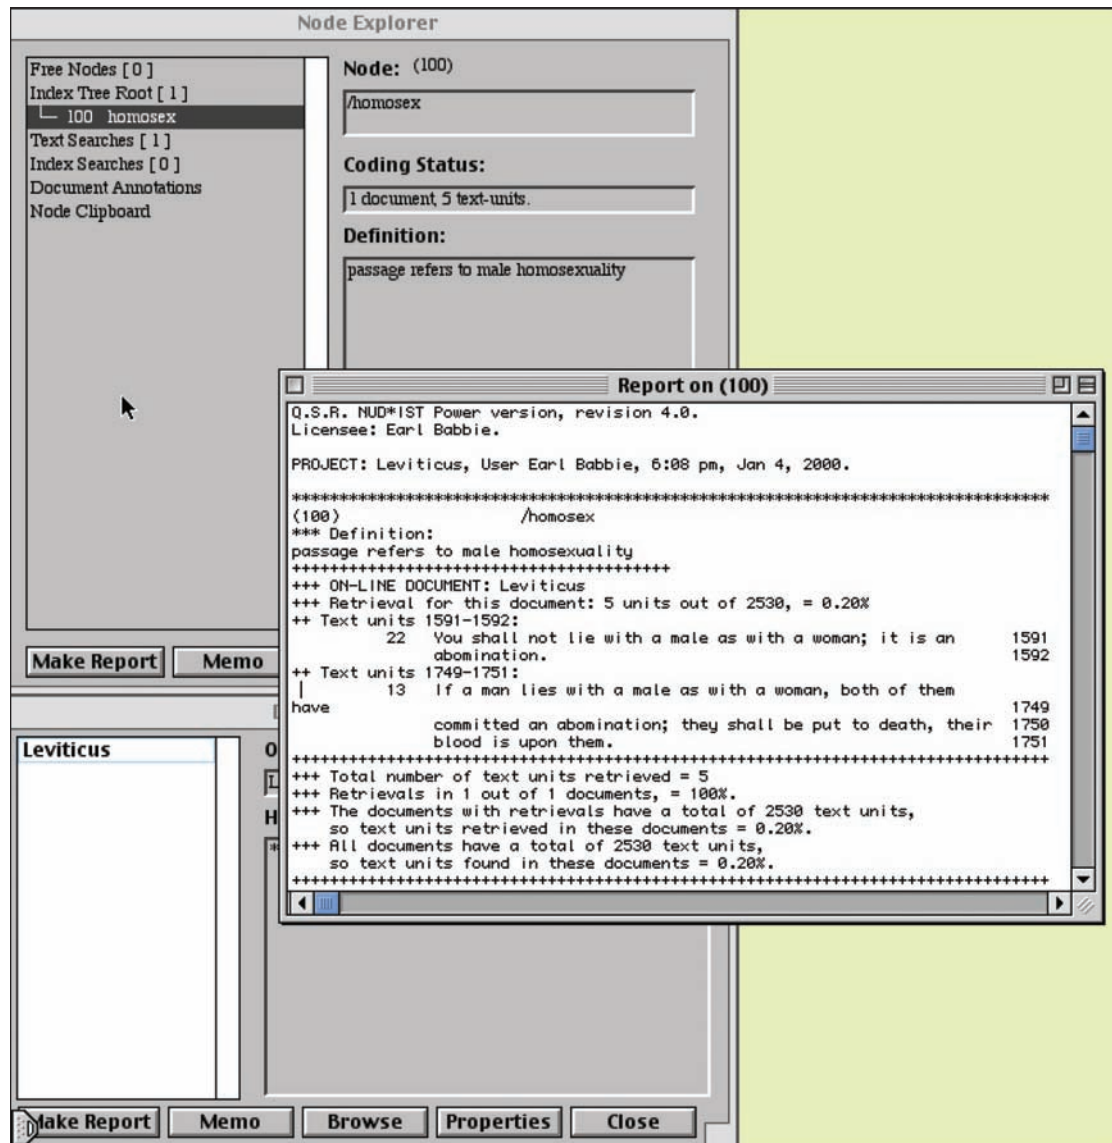 Node Explorer
Free Nodes [ 0 ]
Index Tree Root [ 1 ]
100 homosex
Text Searches [ 1 ]
Index Searches [ 0 ]
Document Annotations
Node Clipboard
Node: (100)
/homosex
Coding Status:
1 document, 5 text-units.
Definition:
passage refers to male homosexuality
Make Report Memo
Report on (100)
Q.S.R. NUD*IST Power version, revision 4.0.
Licensee: Earl Babbie.
PROJECT: Leviticus, User Earl Babbie, 6:08 pm, Jan 4, 2000.
********************************************************************************
(100) /homosex
*** Definition:
passage refers to male homosexuality
++++++++++++++++++++++++++++++++++++++++
+++ ON-LINE DOCUMENT: Leviticus
+++ Retrieval for this document: 5 units out of 2530, = 0.20%
++ Text units 1591-1592:
22 You shall not lie with a male as with a woman; it is an 1591
abomination. 1592
++ Text units 1749-1751:
| 13 If a man lies with a male as with a woman, both of them
have 1749
committed an abomination; they shall be put to death, their 1750
blood is upon them. 1751
++++++++++++++++++++++++++++++++++++++++++++++++++++++++++++++++++++++++++++++++
+++ Total number of text units retrieved = 5
+++ Retrievals in 1 out of 1 documents, = 100%.
+++ The documents with retrievals have a total of 2530 text units,
so text units retrieved in these documents = 0.20%.
+++ All documents have a total of 2530 text units,
so text units found in these documents = 0.20%.
++++++++++++++++++++++++++++++++++++++++++++++++++++++++++++++++++++++++++++++++
Leviticus
O
L
H
*
Make Report Memo Browse Properties Close